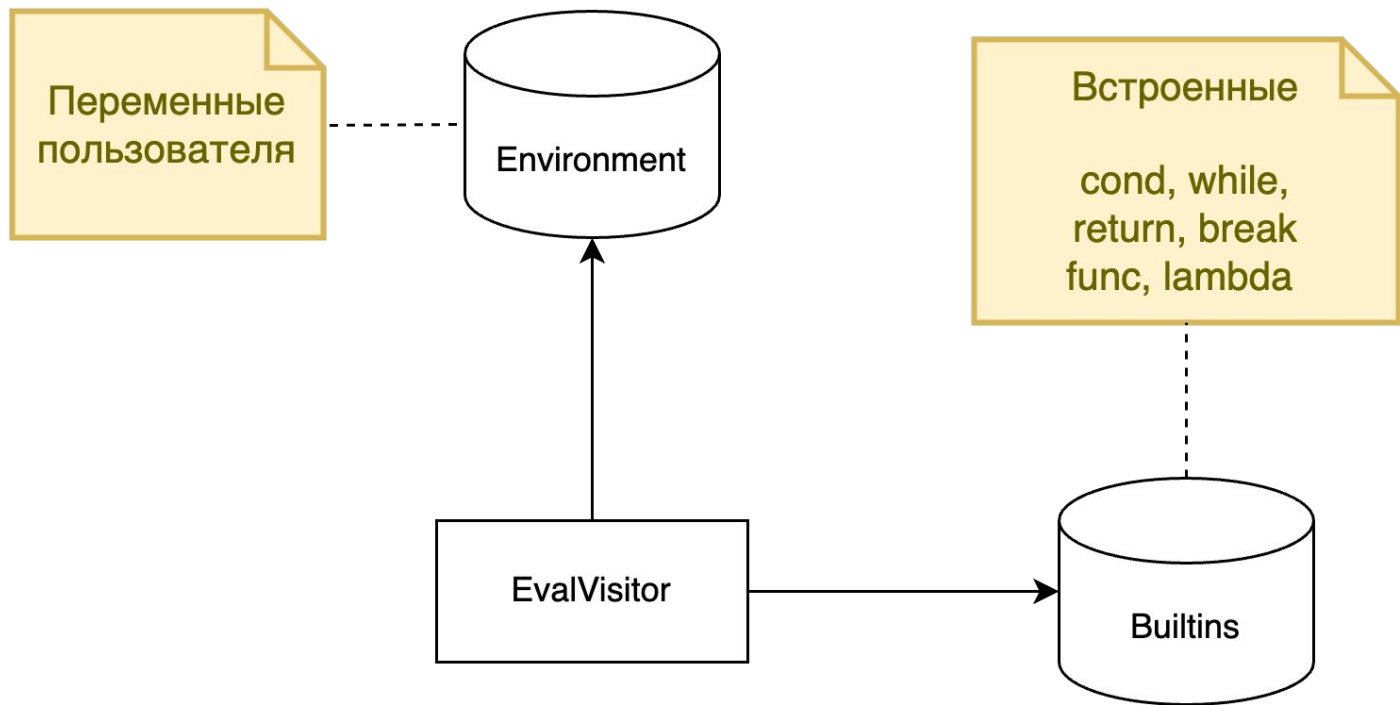 Переменные
пользователя
Environment
Встроенные
cond, while,
return, break
func, lambda
EvalVisitor
Builtins